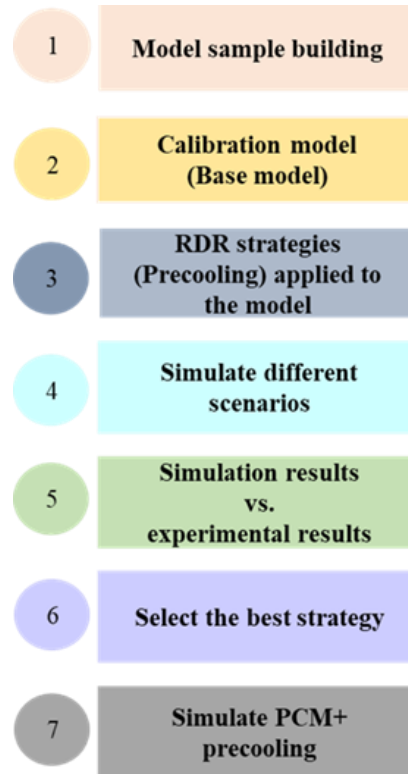 1
Model sample building
2
Calibration model
(Base model)
3
RDR strategies
(Precooling) applied to
the model
4
Simulate different
scenarios
5
Simulation results
vs.
experimental results
6
Select the best strategy
7
Simulate PCM+
precooling